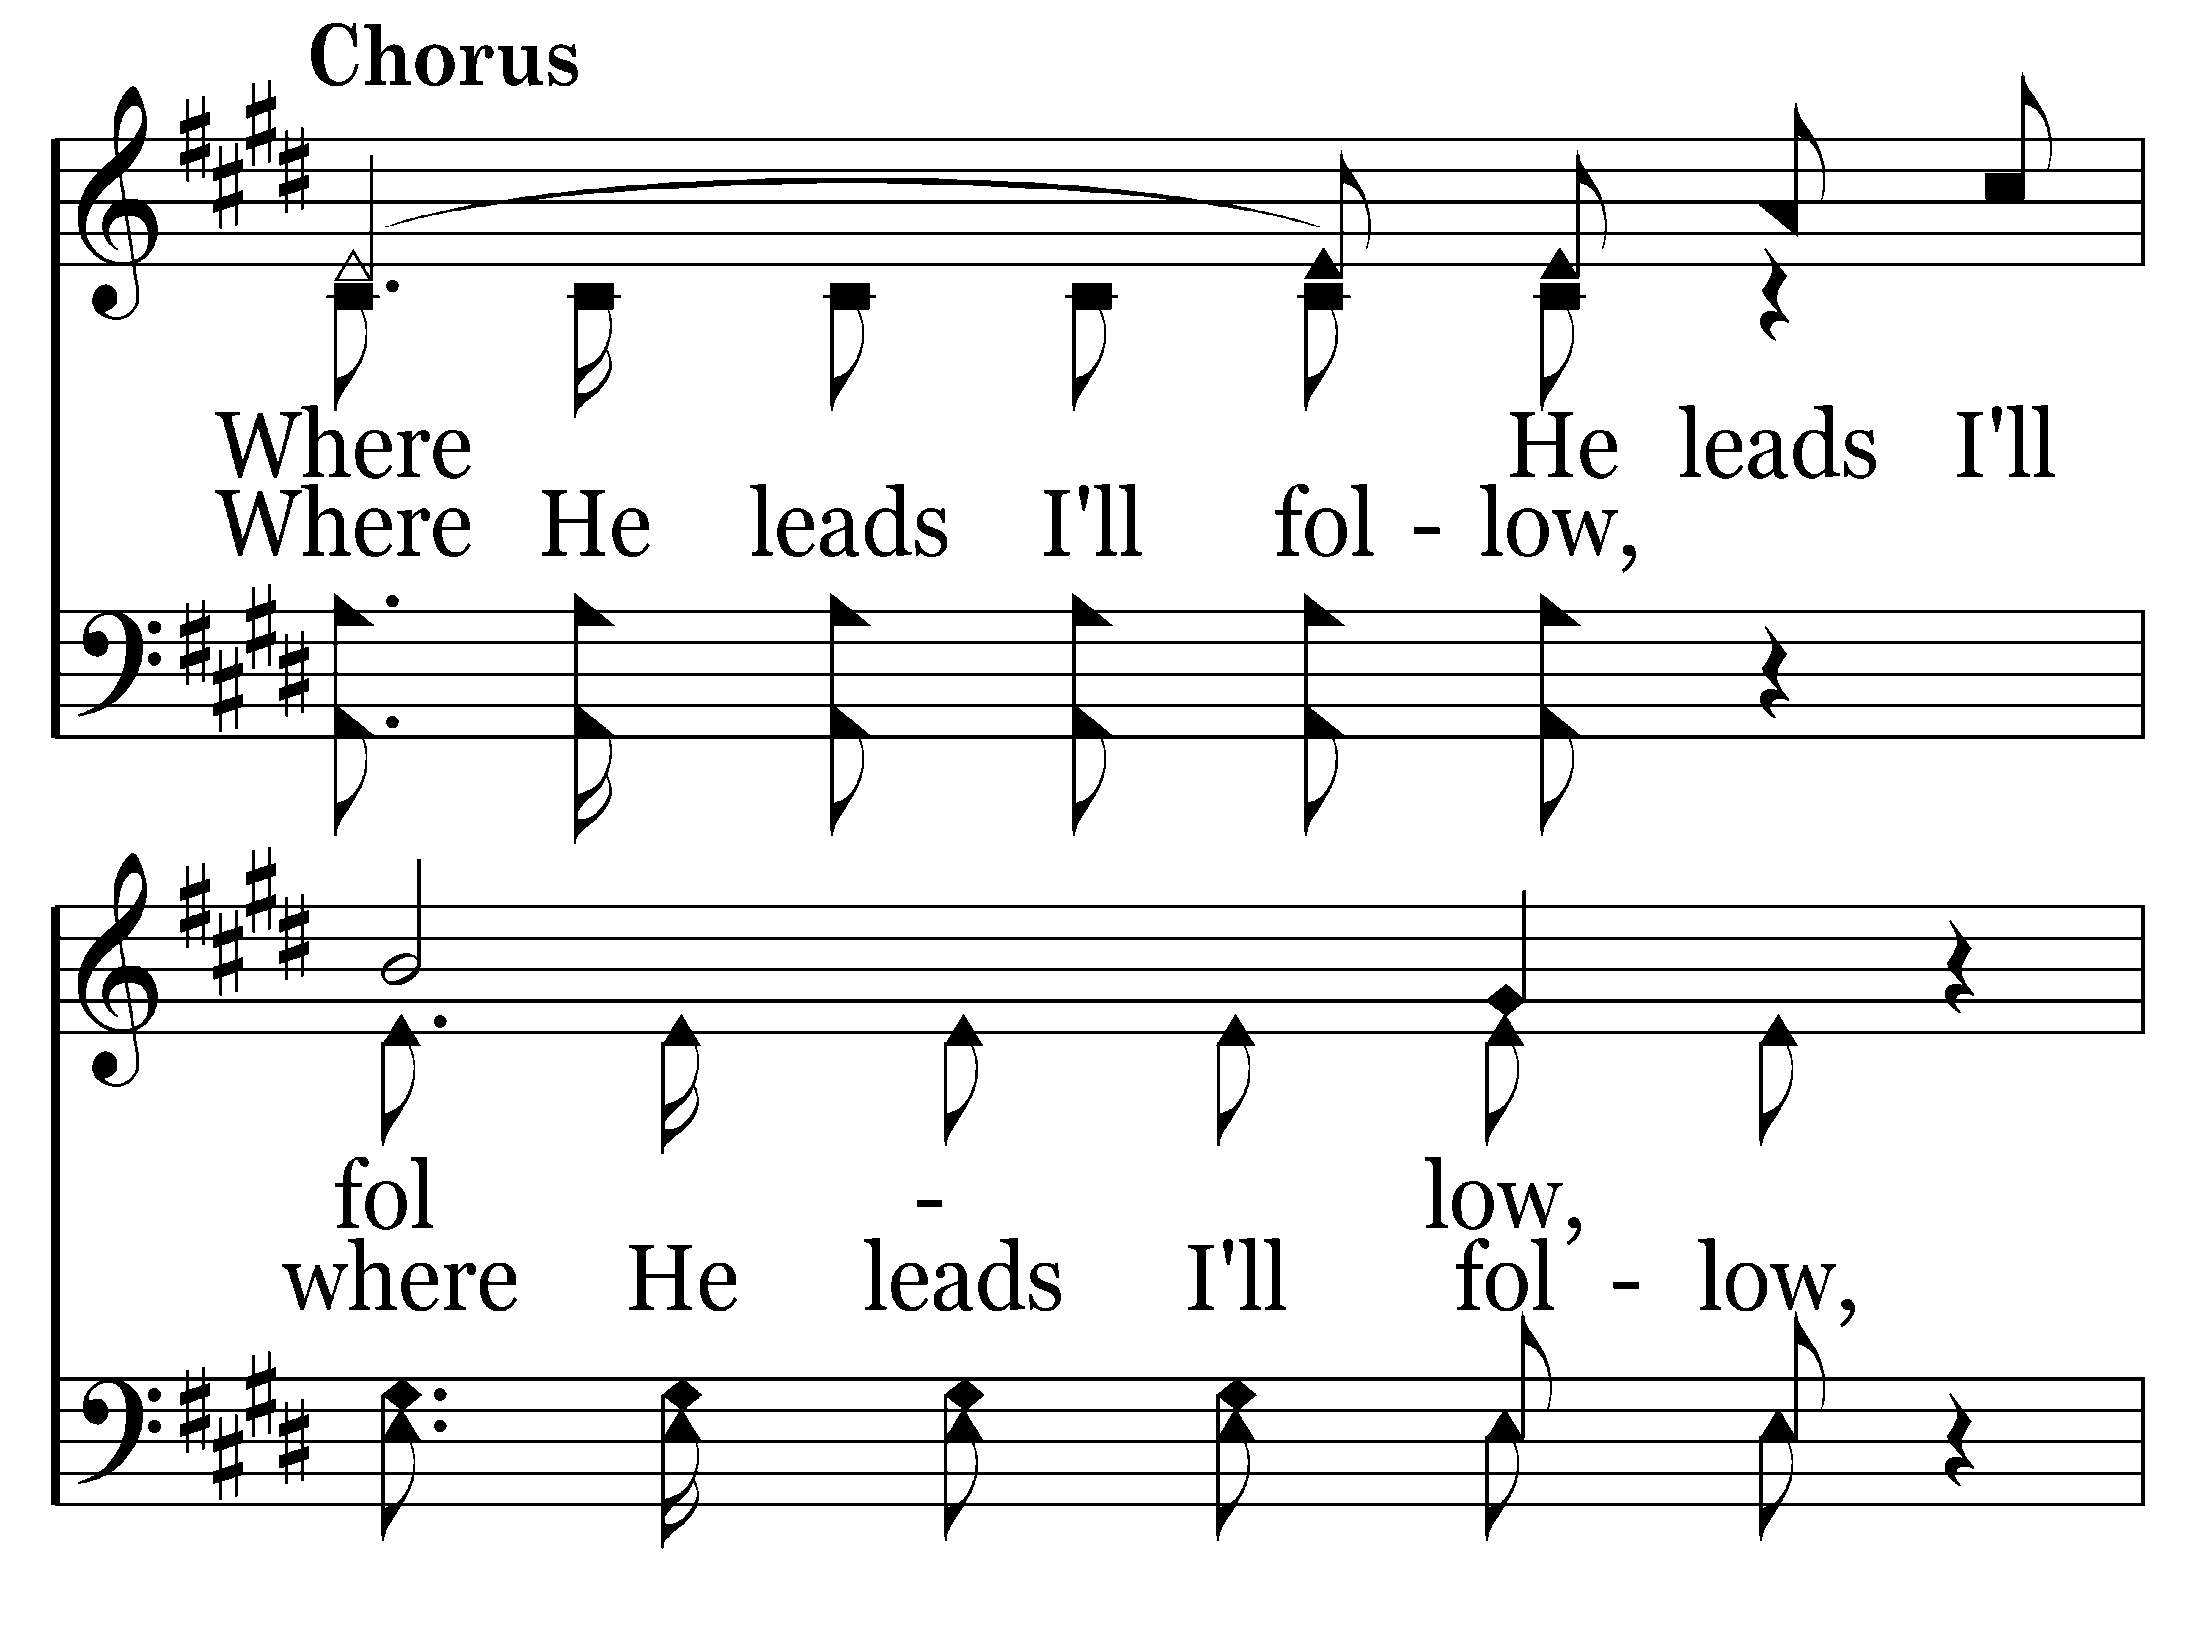 Chorus
Where He leads I'll
Where He leads I'll fol - low,
fol - low,
where He leads I'll fol - low,